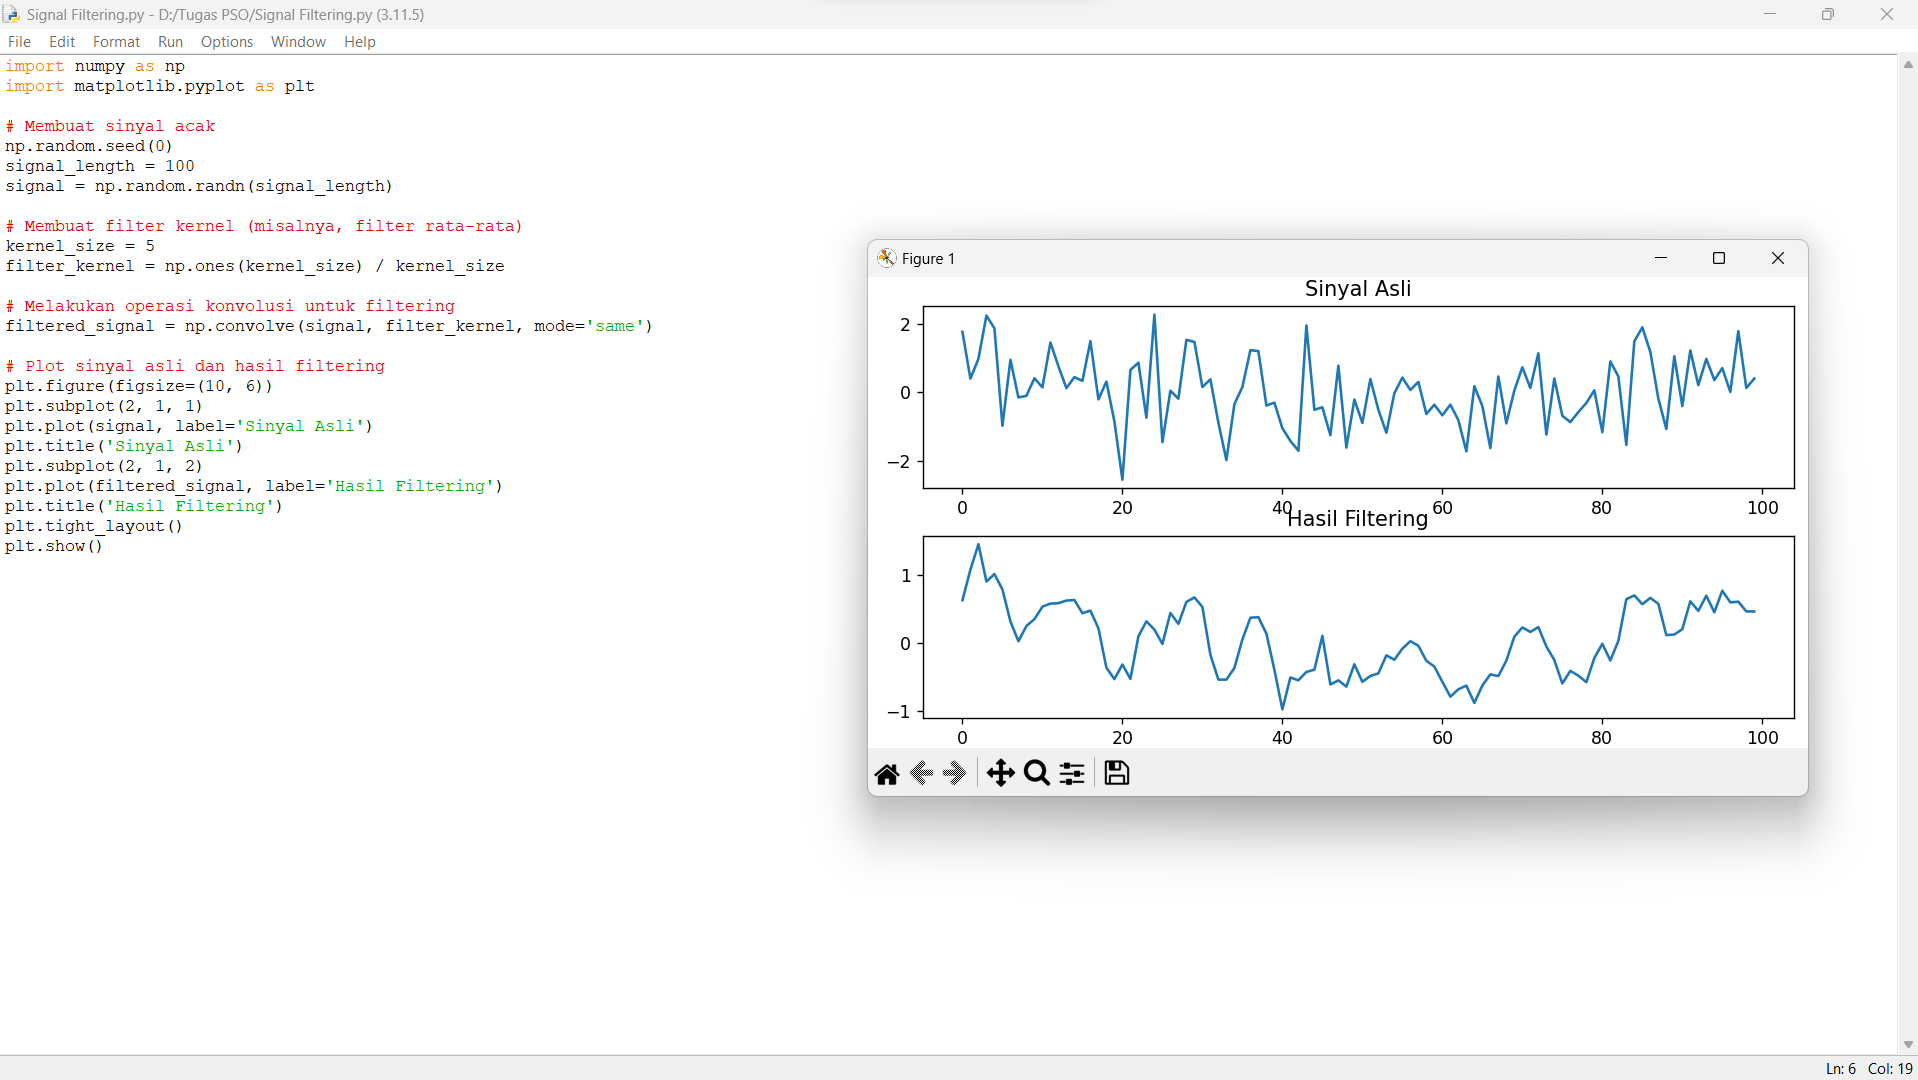 Signal Filtering.py - D:/Tugas PSO/Signal Filtering.py (3.11.5)
File Edit Format Run Options Window Help
import numpy as np
import matplotlib.pyplot as plt
# Membuat sinyal acak
np.random.seed(0)
signal_length = 100
signal = np.random.randn(signal_length)
# Membuat filter kernel (misalnya, filter rata-rata)
kernel_size = 5
filter_kernel = np.ones(kernel_size) / kernel_size
# Melakukan operasi konvolusi untuk filtering
filtered_signal = np.convolve(signal, filter_kernel, mode='same')
# Plot sinyal asli dan hasil filtering
plt.figure(figsize=(10, 6))
plt.subplot(2, 1, 1)
plt.plot(signal, label='Sinyal Asli')
plt.title('Sinyal Asli')
plt.subplot(2, 1, 2)
plt.plot(filtered_signal, label='Hasil Filtering')
plt.title('Hasil Filtering')
plt.tight_layout()
plt.show()
Figure 1
Sinyal Asli
2
0
−2
0 20 40 60 80 100
Hasil Filtering
1
0
−1
0 20 40 60 80 100
Ln: 6 Col: 19